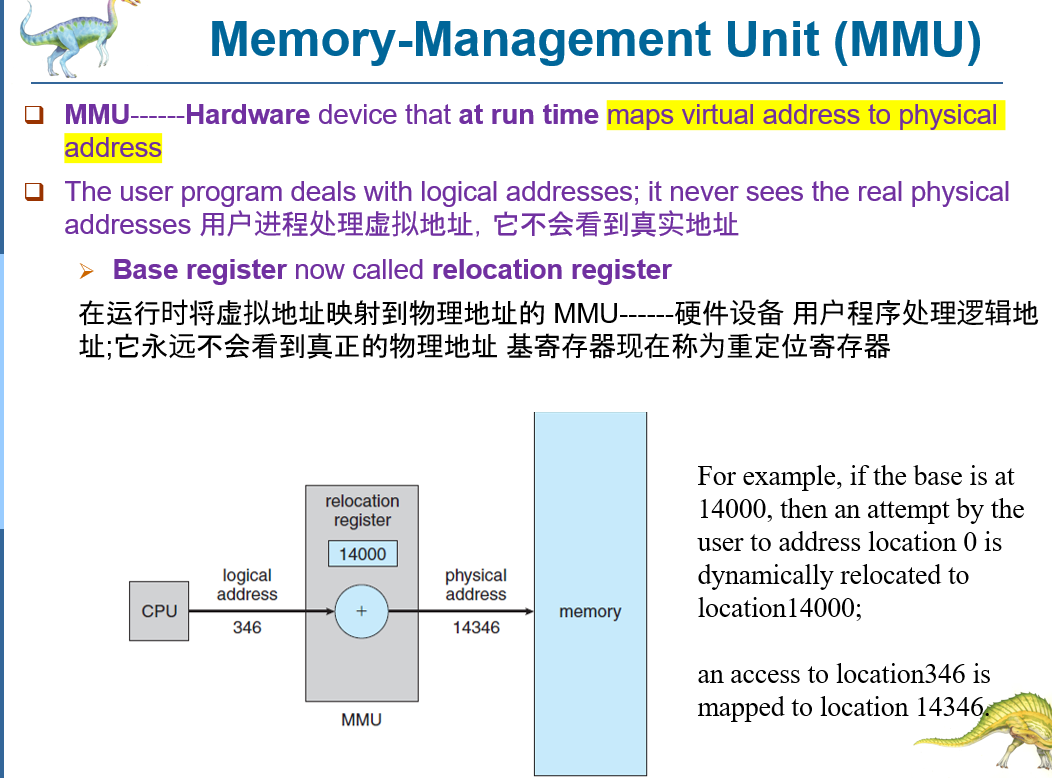 Memory-Management Unit (MMU)
MMU------Hardware device that at run time maps virtual address to physical
address
The user program deals with logical addresses; it never sees the real physical
addresses 用户进程处理虚拟地址，它不会看到真实地址
Base register now called relocation register
在运行时将虚拟地址映射到物理地址的 MMU------硬件设备 用户程序处理逻辑地
址;它永远不会看到真正的物理地址 基寄存器现在称为重定位寄存器
relocation
register
14000
logical
address
346
CPU
+
physical
address
14346
memory
MMU
For example, if the base is at
14000, then an attempt by the
user to address location 0 is
dynamically relocated to
location14000;
an access to location346 is
mapped to location 14346.